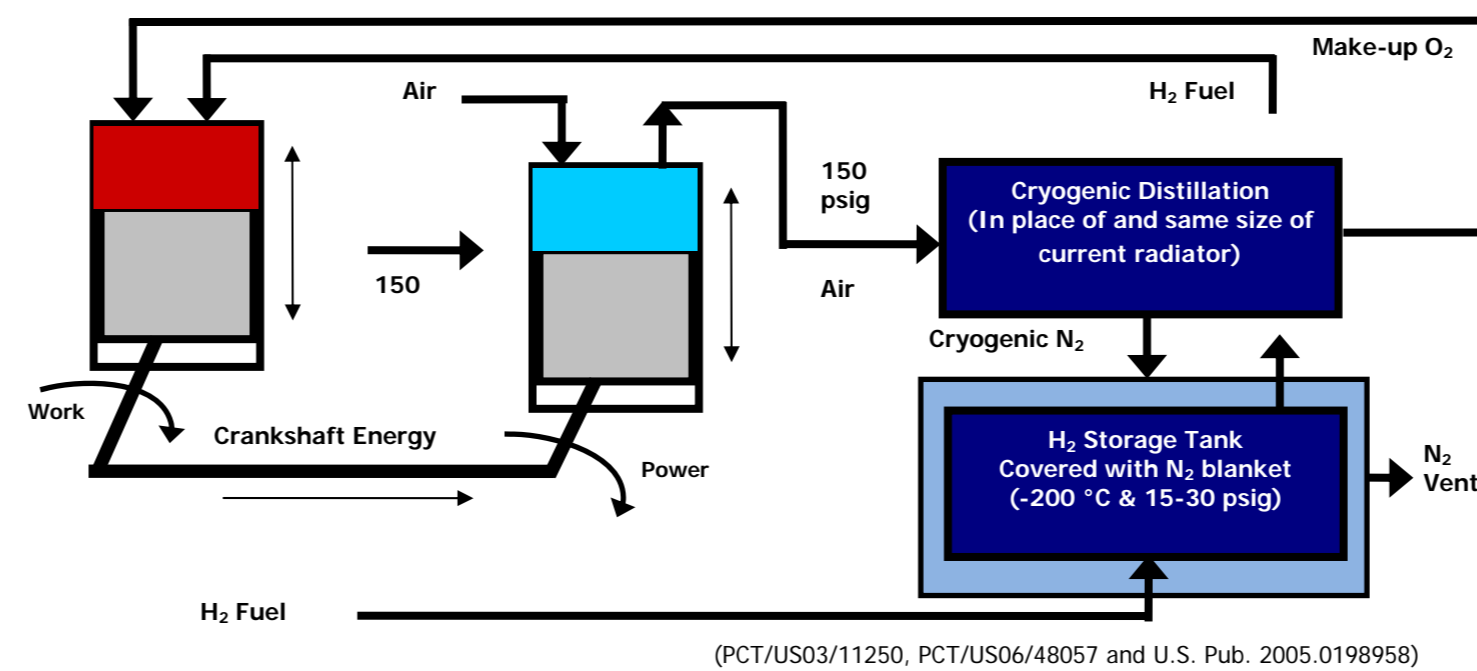 Make-up O₂
Air
H₂ Fuel
150
psig
Cryogenic Distillation
(In place of and same size of
current radiator)
150
Air
Cryogenic N₂
Work
Crankshaft Energy
Power
H₂ Storage Tank
Covered with N₂ blanket
(-200 °C & 15-30 psig)
N₂
Vent
H₂ Fuel
(PCT/US03/11250, PCT/US06/48057 and U.S. Pub. 2005.0198958)